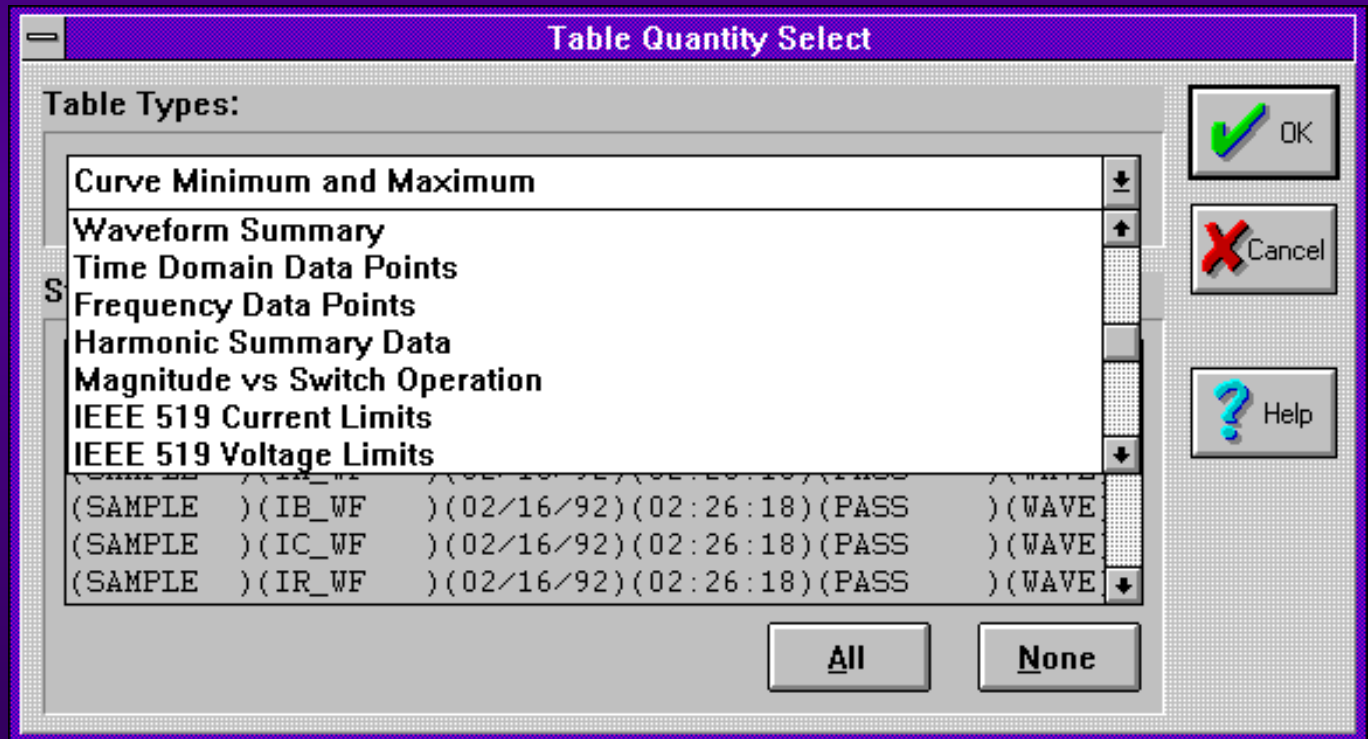 Table Quantity Select
Table Types:
OK
Curve Minimum and Maximum
Waveform Summary
Cancel
Time Domain Data Points
S
Frequency Data Points
Harmonic Summary Data
Magnitude vs Switch Operation
Help
IEEE 519 Current Limits
IEEE 519 Voltage Limits
(SAMPLE )(IB_WF )(02/16/92)(02:26:18)(PASS )(WAVE
(SAMPLE )(IC_WF )(02/16/92)(02:26:18)(PASS )(WAVE
(SAMPLE )(IR_WF )(02/16/92)(02:26:18)(PASS )(WAVE
All None